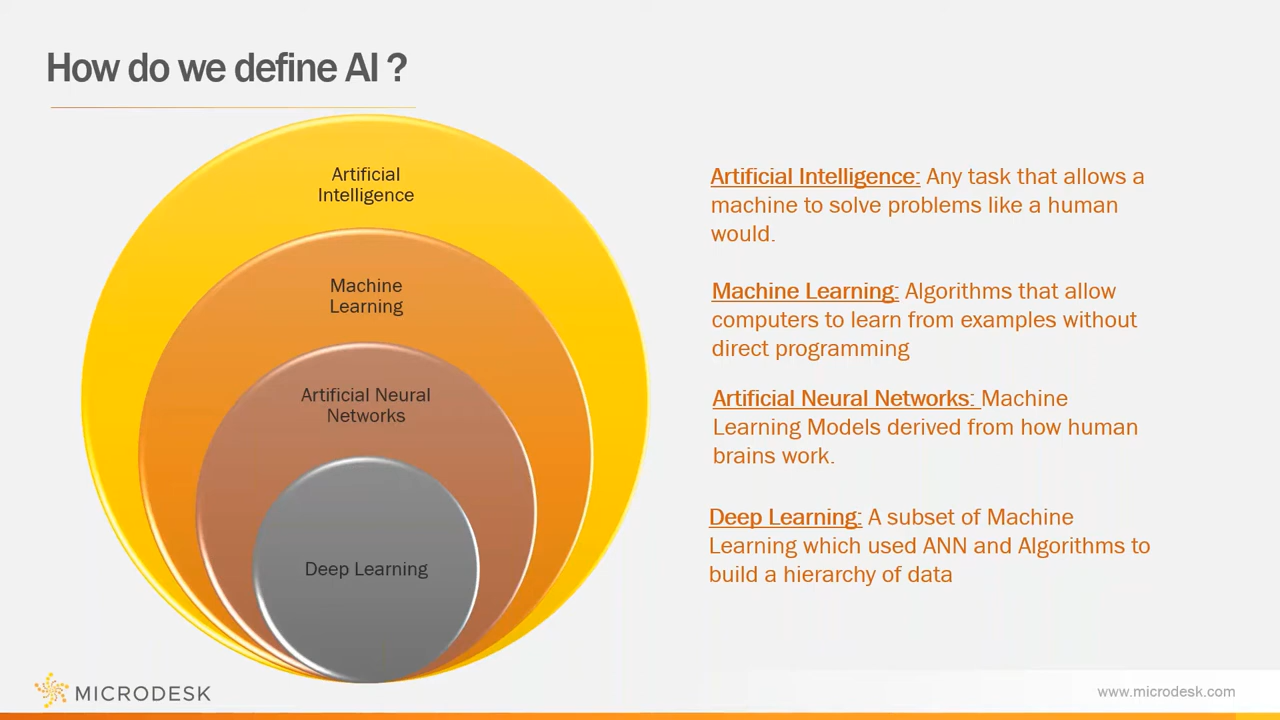 How do we define AI ?
Artificial
Intelligence
Machine
Learning
Artificial Neural
Networks
Deep Learning
Artificial Intelligence: Any task that allows a
machine to solve problems like a human
would.
Machine Learning: Algorithms that allow
computers to learn from examples without
direct programming
Artificial Neural Networks: Machine
Learning Models derived from how human
brains work.
Deep Learning: A subset of Machine
Learning which used ANN and Algorithms to
build a hierarchy of data
MICRODESK
www.microdesk.com